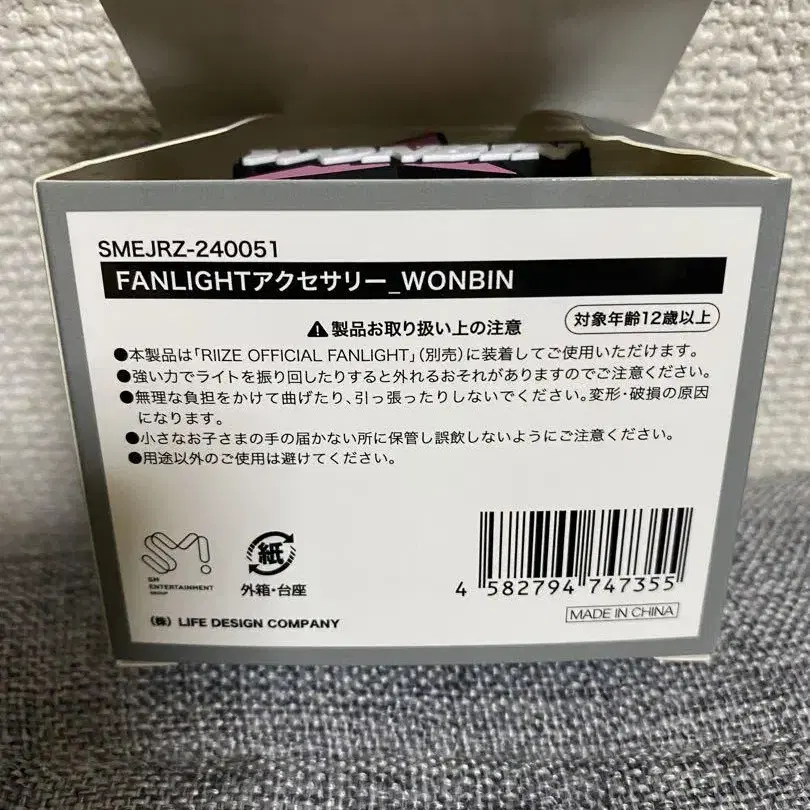 SMEJRZ-240051
FANLIGHTアクセサリー_WONBIN
製品お取り扱い上の注意
対象年齢12歳以上
●本製品は「RIIZE OFFICIAL FANLIGHT」(別売)に装着してご使用いただけます。
●強い力でライトを振り回したりすると外れるおそれがありますのでご注意ください。
●無理な負担をかけて曲げたり、引っ張ったりしないでください。変形・破損の原因
になります。
●小さなお子さまの手の届かない所に保管し誤飲しないようにご注意ください。
●用途以外のご使用は避けてください。
SM!
SM
ENTERTAINMENT
GROUP
紙
外箱・台座
4 582794 747355
MADE IN CHINA
(株) LIFE DESIGN COMPANY